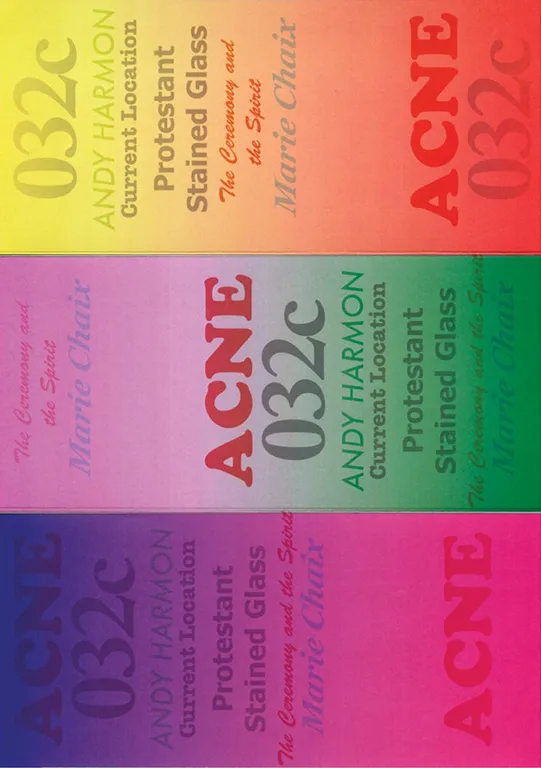 032c
ANDY HARMON
Current Location
Protestant
Stained Glass
The Ceremony and
the Spirit
Marie Chaix
ACNE
032c
The Ceremony and
the Spirit
Marie Chaix
ACNE
032c
ANDY HARMON
Current Location
Protestant
Stained Glass
The Ceremony and the Spirit
Marie Chaix
ACNE
032c
ANDY HARMON
Current Location
Protestant
Stained Glass
The Ceremony and the Spirit
Marie Chaix
ACNE